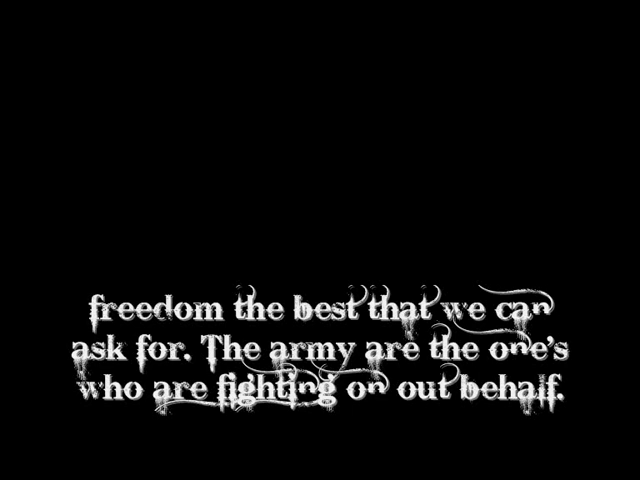 freedom the best that we can
ask for. The army are the one's
who are fighting on out behalf.